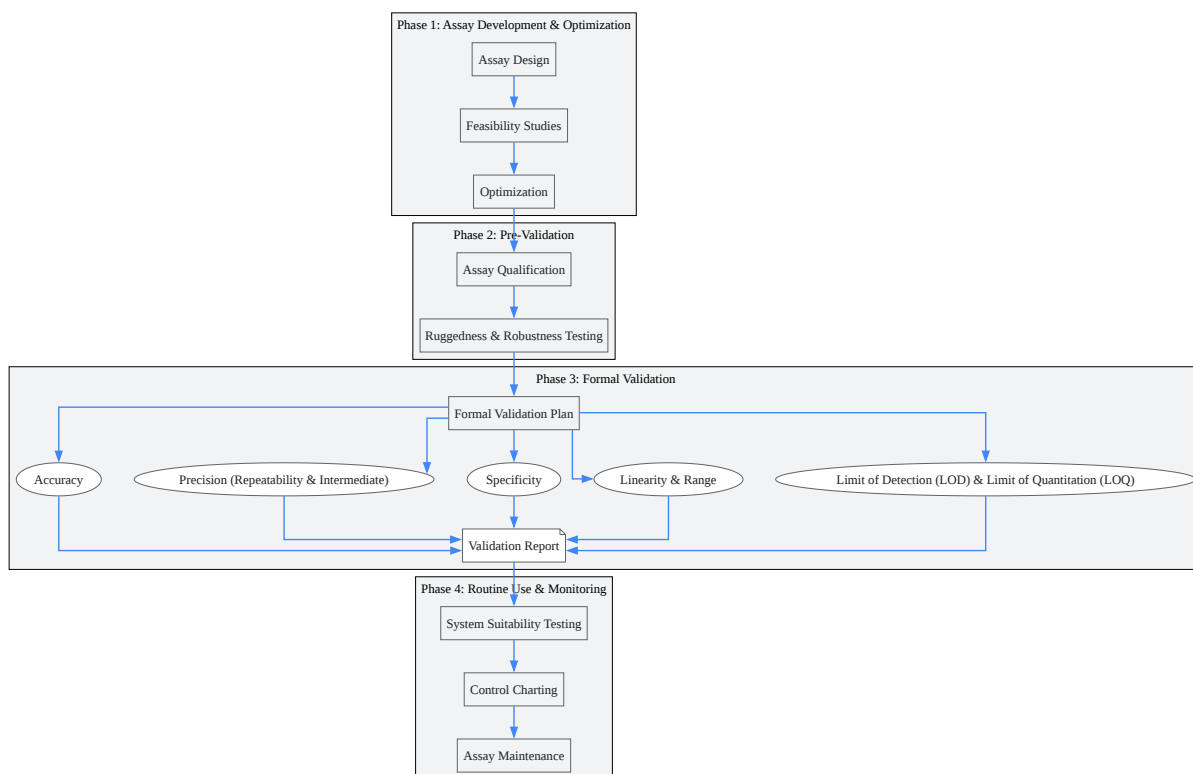 Phase 1: Assay Development & Optimization
Assay Design
Feasibility Studies
Optimization
Phase 2: Pre-Validation
Assay Qualification
Ruggedness & Robustness Testing
Phase 3: Formal Validation
Formal Validation Plan
Accuracy
Precision (Repeatability & Intermediate)
Specificity
Linearity & Range
Limit of Detection (LOD) & Limit of Quantitation (LOQ)
Validation Report
Phase 4: Routine Use & Monitoring
System Suitability Testing
Control Charting
Assay Maintenance